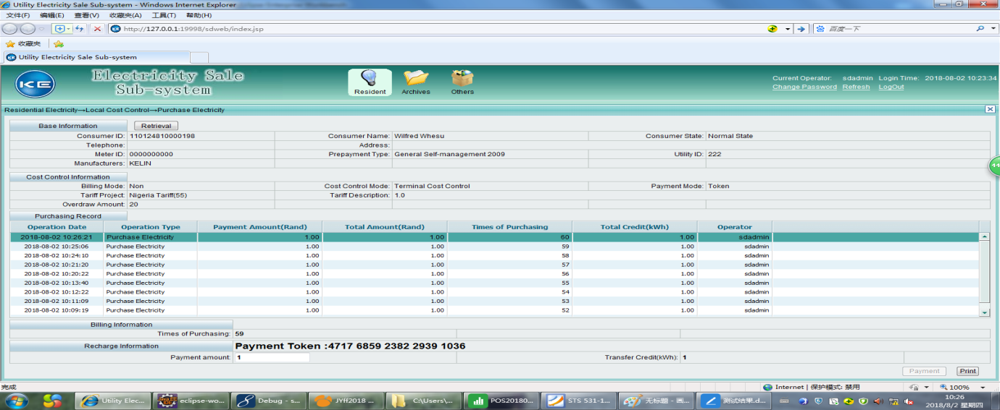 Utility Electricity Sale Sub-system - Windows Internet Explorer
文件(F) 编辑(E) 查看(V) 收藏夹(A) 工具(T) 帮助(H)
http://127.0.0.1:19998/sdweb/index.jsp 百度一下
收藏夹
Utility Electricity Sale Sub-system
KE Electricity Sale Sub-system
Resident Archives Others
Current Operator: sdadmin Login Time: 2018-08-02 10:23:34
Change Password Refresh LogOut
Residential Electricity→Local Cost Control→Purchase Electricity
Base Information Retrieval
Consumer ID: 110124810000198 Consumer Name: Wilfred Whesu Consumer State: Normal State
Telephone: Address:
Meter ID: 0000000000 Prepayment Type: General Self-management 2009 Utility ID: 222
Manufacturers: KELIN
Cost Control Information
Billing Mode: Non Cost Control Mode: Terminal Cost Control Payment Mode: Token
Tariff Project: Nigeria Tariff(55) Tariff Description: 1.0
Overdraw Amount: 20
Purchasing Record
Operation Date Operation Type Payment Amount(Rand) Total Amount(Rand) Times of Purchasing Total Credit(kWh) Operator
2018-08-02 10:26:21 Purchase Electricity 1.00 1.00 60 1.00 sdadmin
2018-08-02 10:25:06 Purchase Electricity 1.00 1.00 59 1.00 sdadmin
2018-08-02 10:24:10 Purchase Electricity 1.00 1.00 58 1.00 sdadmin
2018-08-02 10:21:20 Purchase Electricity 1.00 1.00 57 1.00 sdadmin
2018-08-02 10:20:22 Purchase Electricity 1.00 1.00 56 1.00 sdadmin
2018-08-02 10:13:40 Purchase Electricity 1.00 1.00 55 1.00 sdadmin
2018-08-02 10:12:22 Purchase Electricity 1.00 1.00 54 1.00 sdadmin
2018-08-02 10:11:09 Purchase Electricity 1.00 1.00 53 1.00 sdadmin
2018-08-02 10:09:19 Purchase Electricity 1.00 1.00 52 1.00 sdadmin
Billing Information
Times of Purchasing: 59
Recharge Information Payment Token :4717 6859 2382 2939 1036
Payment amount: 1 Transfer Credit(kWh): 1
Payment Print
完成 Internet | 保护模式: 禁用 100%
Utility Elec... eclipse-wo... Debug - s... JYH2018 ... C:\Users\... POS20180... STS 531-1... 无标题 - 画... 测试结果.d... 10:26
2018/8/2 星期四